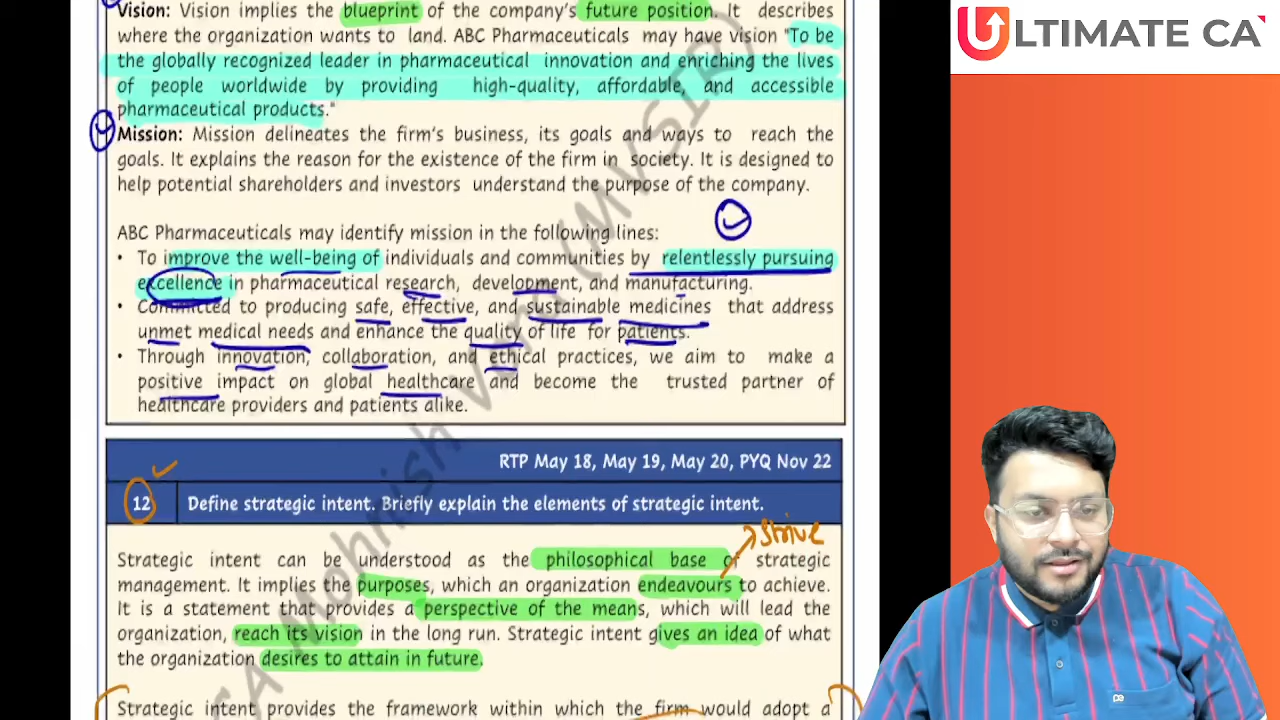 Vision: Vision implies the blueprint of the company's future position. It describes
where the organization wants to land. ABC Pharmaceuticals may have vision "To be
the globally recognized leader in pharmaceutical innovation and enriching the lives
of people worldwide by providing high-quality, affordable, and accessible
pharmaceutical products."
Mission: Mission delineates the firm's business, its goals and ways to reach the
goals. It explains the reason for the existence of the firm in society. It is designed to
help potential shareholders and investors understand the purpose of the company.
ABC Pharmaceuticals may identify mission in the following lines:
• To improve the well-being of individuals and communities by relentlessly pursuing
excellence in pharmaceutical research, development, and manufacturing.
• Committed to producing safe, effective, and sustainable medicines that address
unmet medical needs and enhance the quality of life for patients.
• Through innovation, collaboration, and ethical practices, we aim to make a
positive impact on global healthcare and become the trusted partner of
healthcare providers and patients alike.
RTP May 18, May 19, May 20, PYQ Nov 22
12 Define strategic intent. Briefly explain the elements of strategic intent.
Strive
Strategic intent can be understood as the philosophical base of strategic
management. It implies the purposes, which an organization endeavours to achieve.
It is a statement that provides a perspective of the means, which will lead the
organization, reach its vision in the long run. Strategic intent gives an idea of what
the organization desires to attain in future.
Strategic intent provides the framework within which the firm would adopt a
CA Mohnish Vora (MVSIR)
ULTIMATE CA